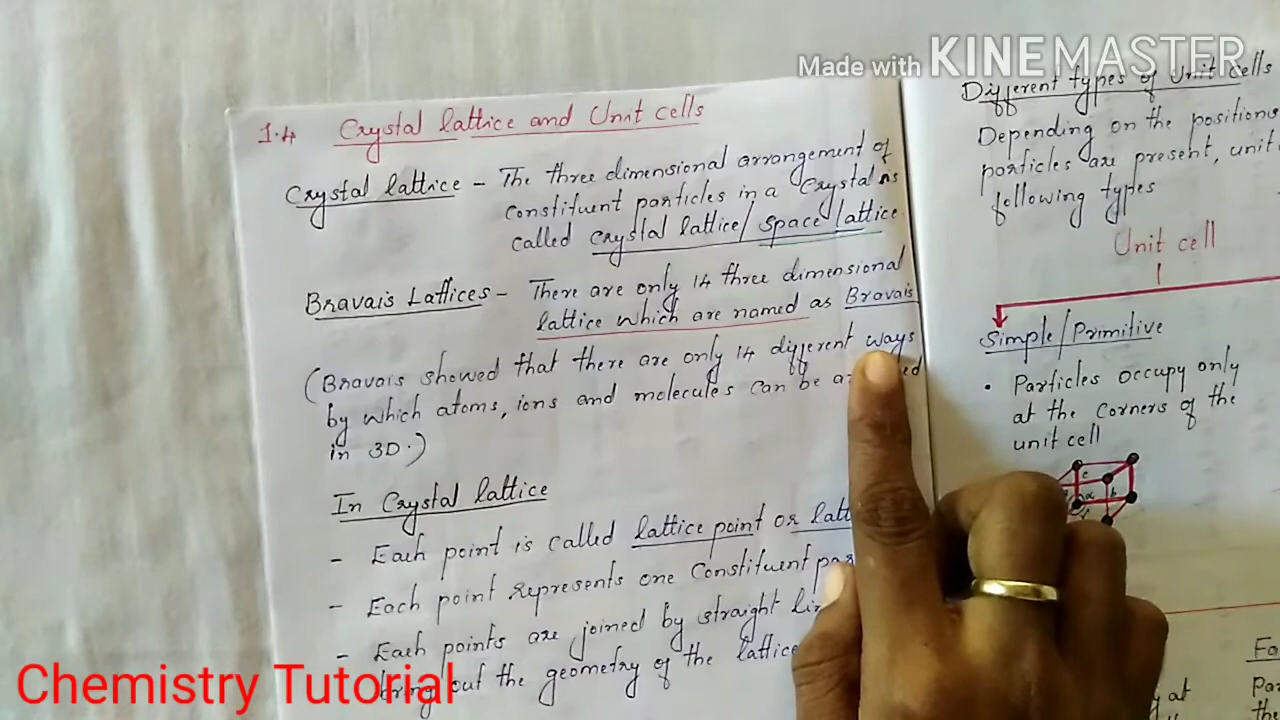 Made with KINEMASTER
1.4 Crystal lattice and Unit cells
Crystal lattice - The three dimensional arrangement of
constituent particles in a Crystal is
called crystal lattice/space lattice.
Bravais Lattices - There are only 14 three dimensional
lattice which are named as Bravais
(Bravais showed that there are only 14 different ways
by which atoms, ions and molecules can be
in 3D.)
In Crystal lattice
- Each point is called lattice point or
- Each point represents one Constituent
- Each points are joined by straight
bring out the geometry of the lattice
Different types of Unit cells
Depending on the positions
particles are present, unit
following types
Unit cell
Simple/Primitive
• Particles occupy only
at the corners of the
unit cell
at
the
Chemistry Tutorial